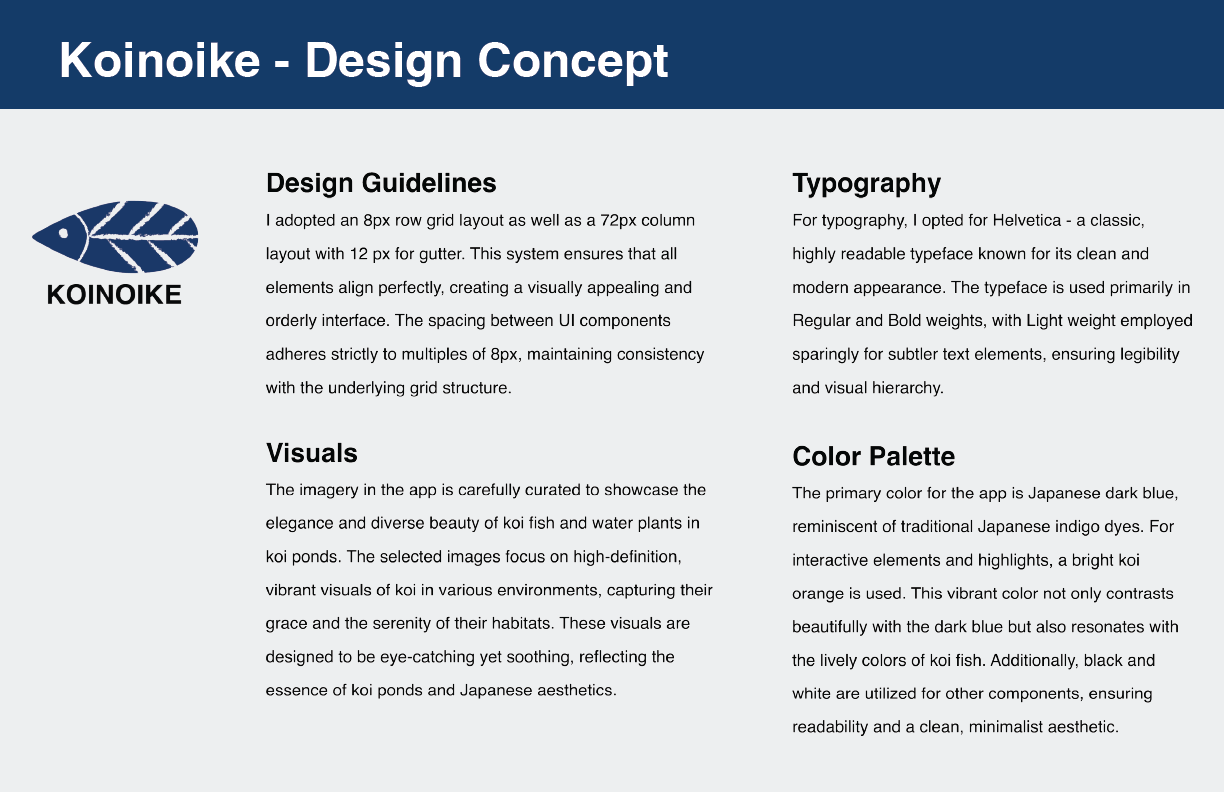 Koinoike - Design Concept
KOINOIKE
Design Guidelines
I adopted an 8px row grid layout as well as a 72px column
layout with 12 px for gutter. This system ensures that all
elements align perfectly, creating a visually appealing and
orderly interface. The spacing between UI components
adheres strictly to multiples of 8px, maintaining consistency
with the underlying grid structure.
Visuals
The imagery in the app is carefully curated to showcase the
elegance and diverse beauty of koi fish and water plants in
koi ponds. The selected images focus on high-definition,
vibrant visuals of koi in various environments, capturing their
grace and the serenity of their habitats. These visuals are
designed to be eye-catching yet soothing, reflecting the
essence of koi ponds and Japanese aesthetics.
Typography
For typography, I opted for Helvetica - a classic,
highly readable typeface known for its clean and
modern appearance. The typeface is used primarily in
Regular and Bold weights, with Light weight employed
sparingly for subtler text elements, ensuring legibility
and visual hierarchy.
Color Palette
The primary color for the app is Japanese dark blue,
reminiscent of traditional Japanese indigo dyes. For
interactive elements and highlights, a bright koi
orange is used. This vibrant color not only contrasts
beautifully with the dark blue but also resonates with
the lively colors of koi fish. Additionally, black and
white are utilized for other components, ensuring
readability and a clean, minimalist aesthetic.